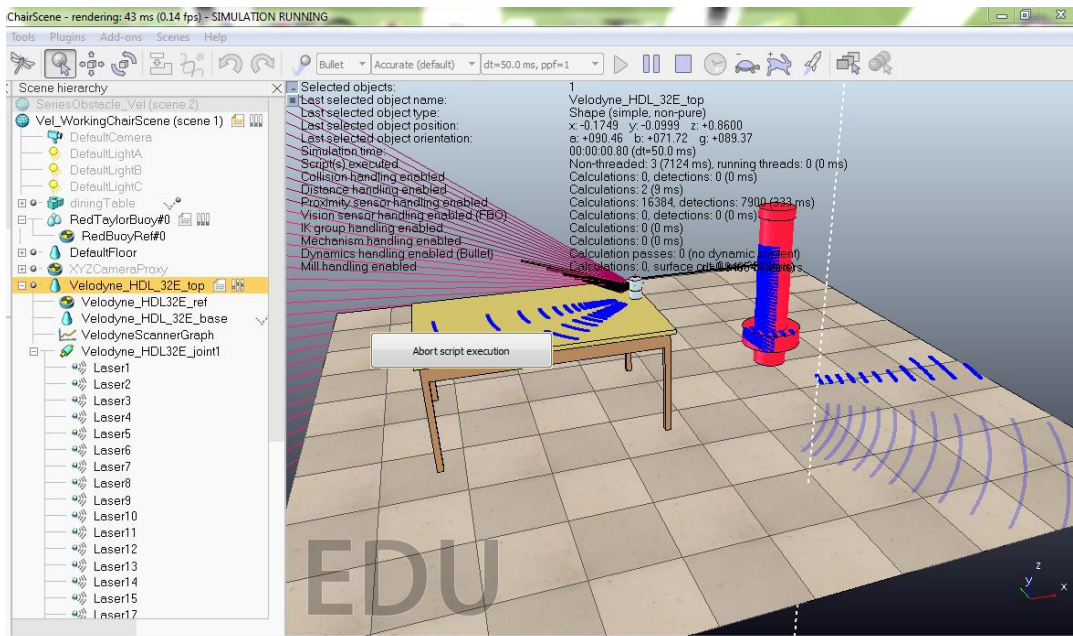 ChairScene - rendering: 43 ms (0.14 fps) - SIMULATION RUNNING
Tools Plugins Add-ons Scenes Help
Bullet Accurate (default) dt=50.0 ms, ppf=1
Scene hierarchy
SeriesObstacle_Vel (scene 2)
Vel_WorkingChairScene (scene 1)
DefaultCamera
DefaultLightA
DefaultLightB
DefaultLightC
diningTable
RedTaylorBuoy#0
RedBuoyRef#0
DefaultFloor
XYZCameraProxy
Velodyne_HDL_32E_top
Velodyne_HDL32E_ref
Velodyne_HDL_32E_base
VelodyneScannerGraph
Velodyne_HDL32E_joint1
Laser1
Laser2
Laser3
Laser4
Laser5
Laser6
Laser7
Laser8
Laser9
Laser10
Laser11
Laser12
Laser13
Laser14
Laser15
Laser17
Selected objects: 1
Last selected object name: Velodyne_HDL_32E_top
Last selected object type: Shape (simple, non-pure)
Last selected object position: x: -0.1749 y: -0.0999 z: +0.8600
Last selected object orientation: a: +090.46 b: +071.72 g: +089.37
Simulation time: 00:00:00.80 (dt=50.0 ms)
Script(s) executed Non-threaded: 3 (7124 ms), running threads: 0 (0 ms)
Collision handling enabled Calculations: 0, detections: 0 (0 ms)
Distance handling enabled Calculations: 2 (9 ms)
Proximity sensor handling enabled Calculations: 16384, detections: 7900 (333 ms)
Vision sensor handling enabled (FBO) Calculations: 0, detections: 0 (0 ms)
IK group handling enabled Calculations: 0 (0 ms)
Mechanism handling enabled Calculations: 0 (0 ms)
Dynamics handling enabled (Bullet) Calculation passes: 0 (no dynamic content)
Mill handling enabled Calculations: 0, surface
Abort script execution
EDU
z
y
x